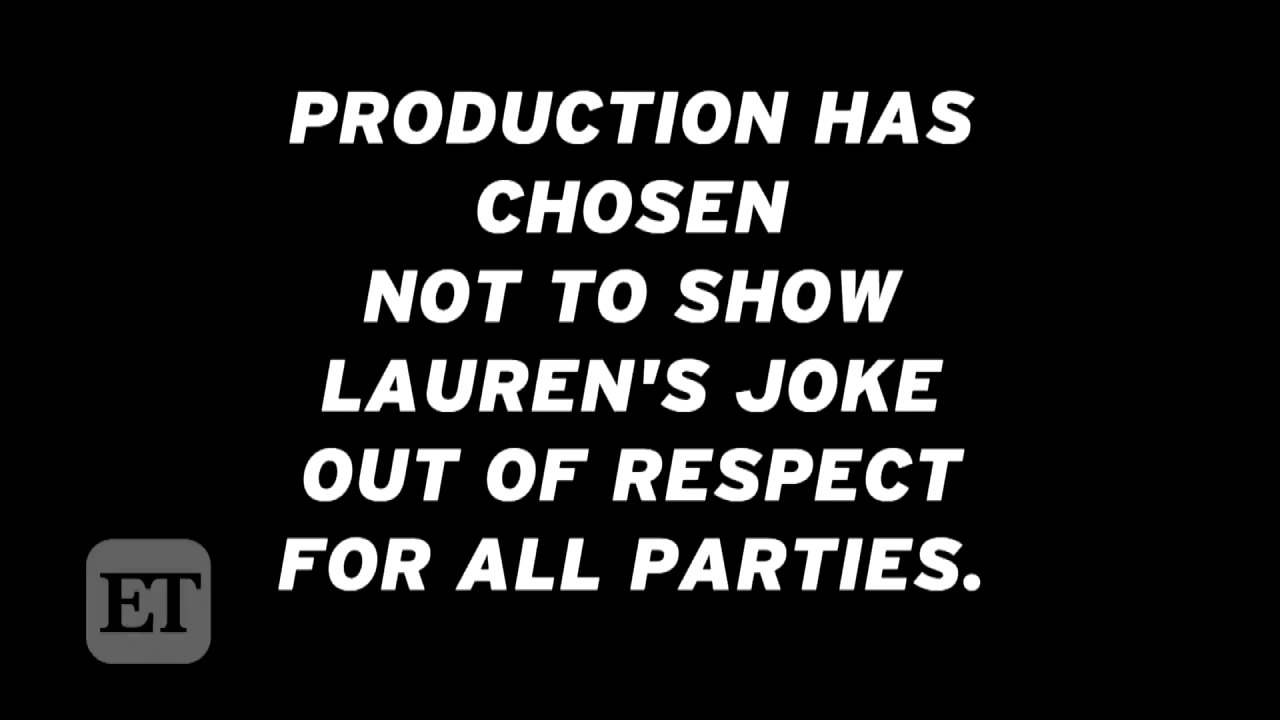 PRODUCTION HAS
CHOSEN
NOT TO SHOW
LAUREN'S JOKE
OUT OF RESPECT
FOR ALL PARTIES.
ET